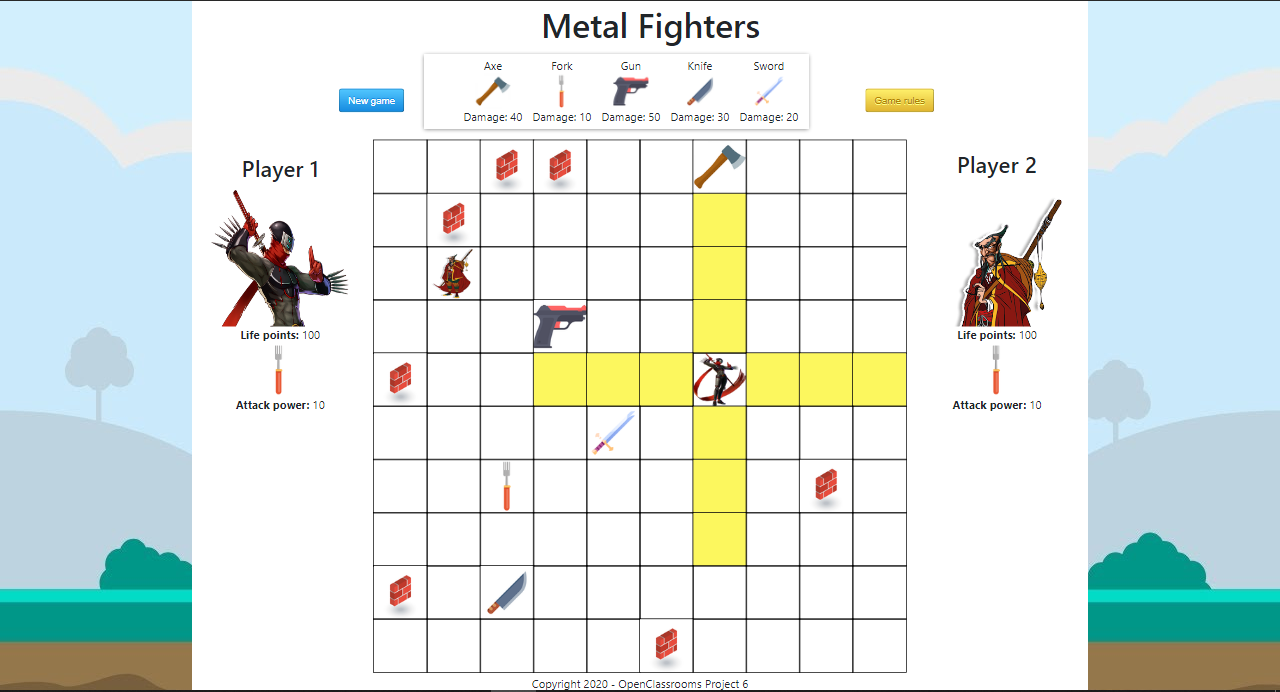 Metal Fighters
Axe Fork Gun Knife Sword
New game
Game rules
Damage: 40 Damage: 10 Damage: 50 Damage: 30 Damage: 20
Player 1
Player 2
Life points: 100
Life points: 100
Attack power: 10
Attack power: 10
Copyright 2020 - OpenClassrooms Project 6